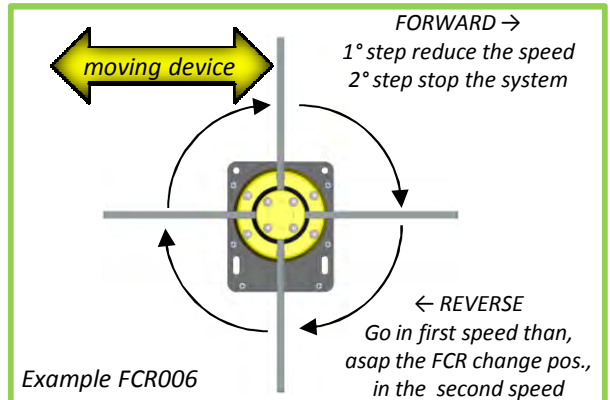 moving device
FORWARD →
1° step reduce the speed
2° step stop the system
← REVERSE
Go in first speed than,
asap the FCR change pos.,
in the second speed
Example FCR006